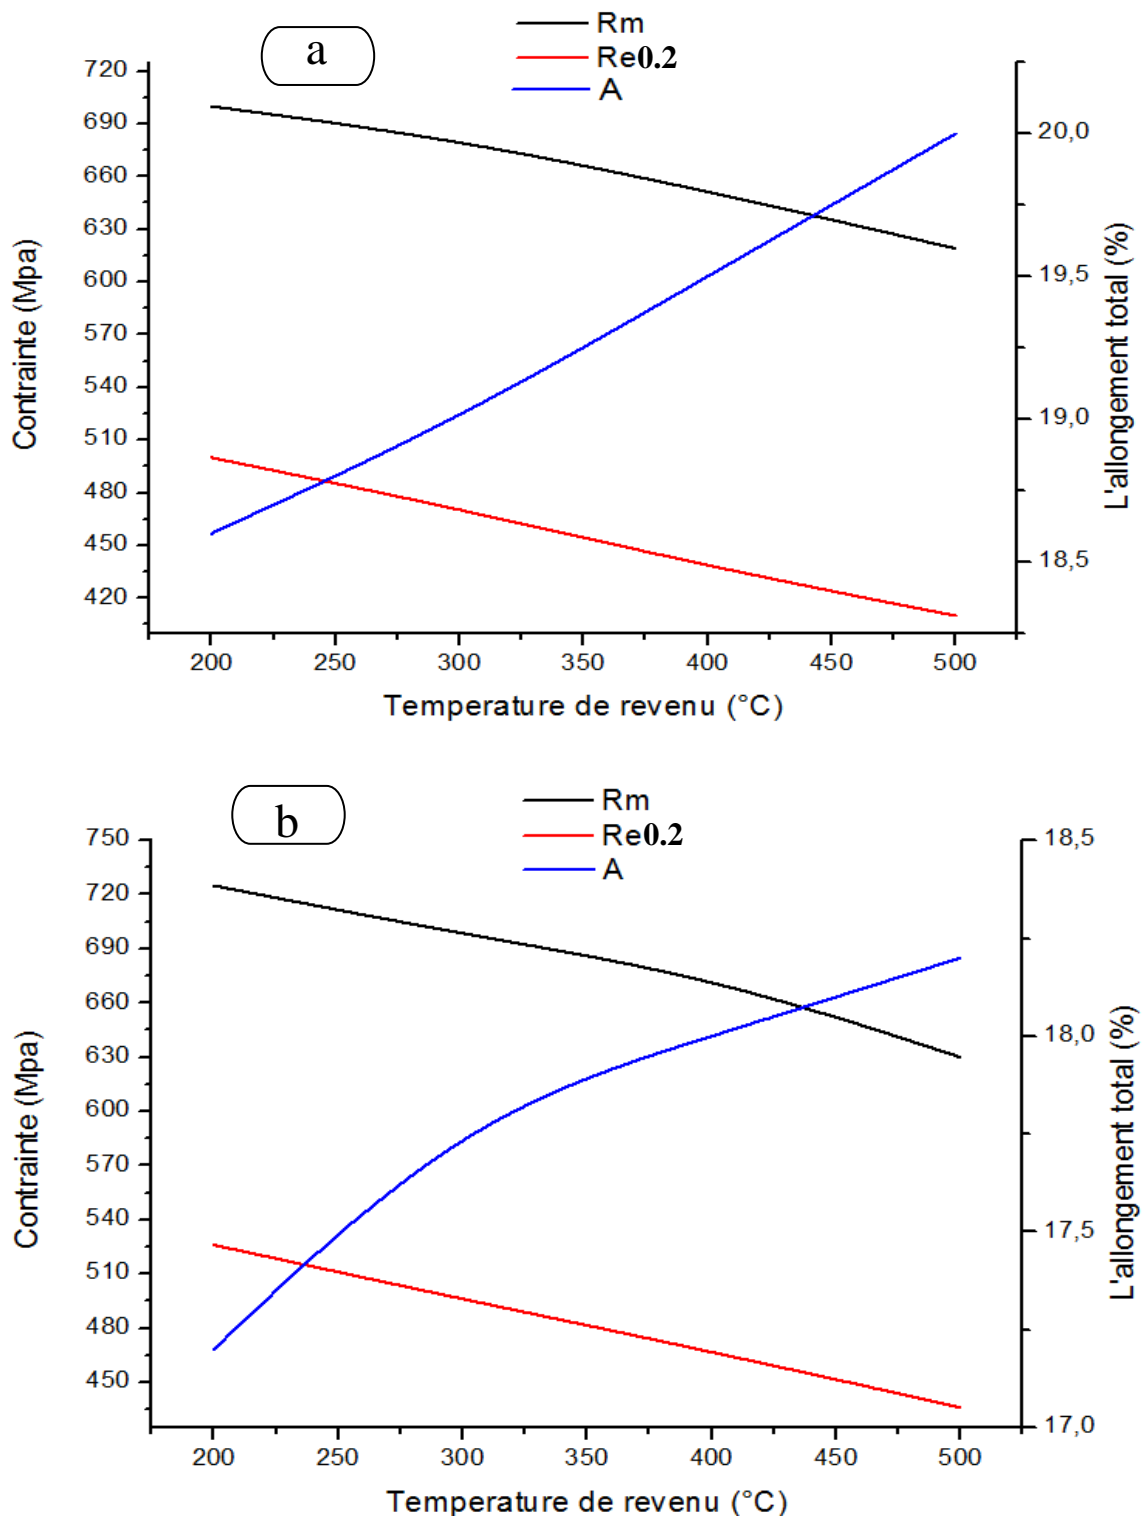 a
Rm
Re0.2
A
720
690
660
630
600
570
540
510
480
450
420
Contrainte (Mpa)
20,0
19,5
19,0
18,5
L'allongement total (%)
200 250 300 350 400 450 500
Temperature de revenu (°C)
b
Rm
Re0.2
A
750
720
690
660
630
600
570
540
510
480
450
Contrainte (Mpa)
18,5
18,0
17,5
17,0
L'allongement total (%)
200 250 300 350 400 450 500
Temperature de revenu (°C)